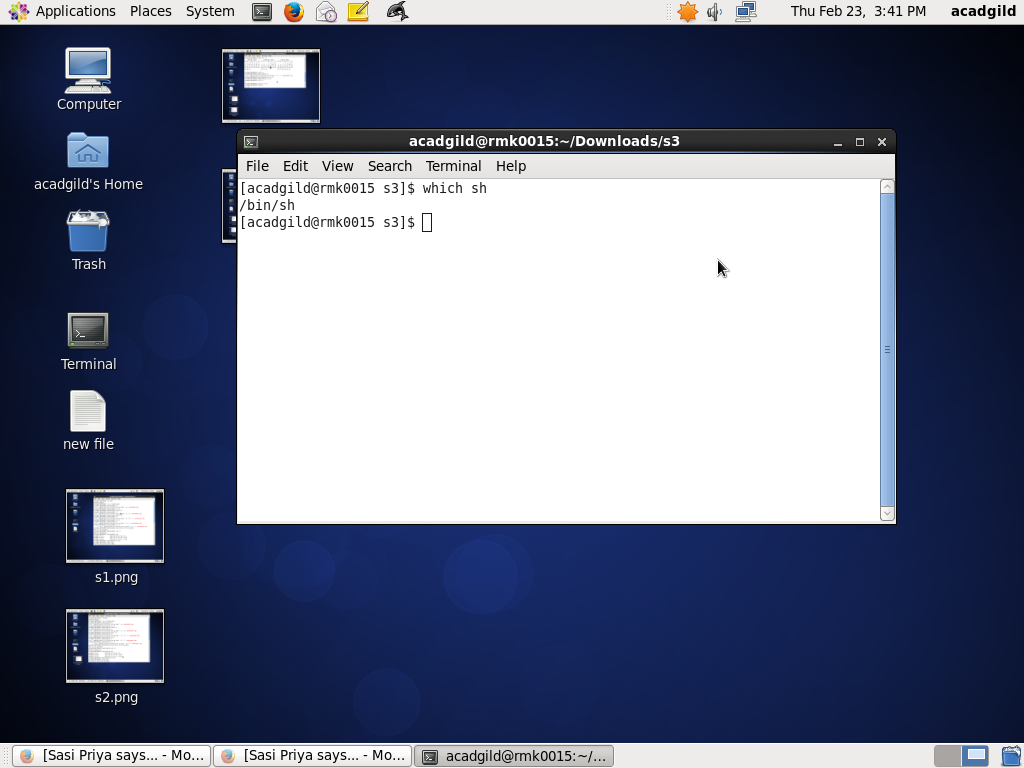 Applications Places System Thu Feb 23, 3:41 PM acadgild
Computer
acadgild's Home
Trash
Terminal
new file
s1.png
s2.png
acadgild@rmk0015:~/Downloads/s3
File Edit View Search Terminal Help
[acadgild@rmk0015 s3]$ which sh
/bin/sh
[acadgild@rmk0015 s3]$
[Sasi Priya says... - Mo... [Sasi Priya says... - Mo... acadgild@rmk0015:~/...